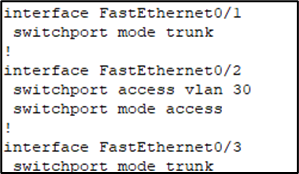 interface FastEthernet0/1
 switchport mode trunk
!
interface FastEthernet0/2
 switchport access vlan 30
 switchport mode access
!
interface FastEthernet0/3
 switchport mode trunk